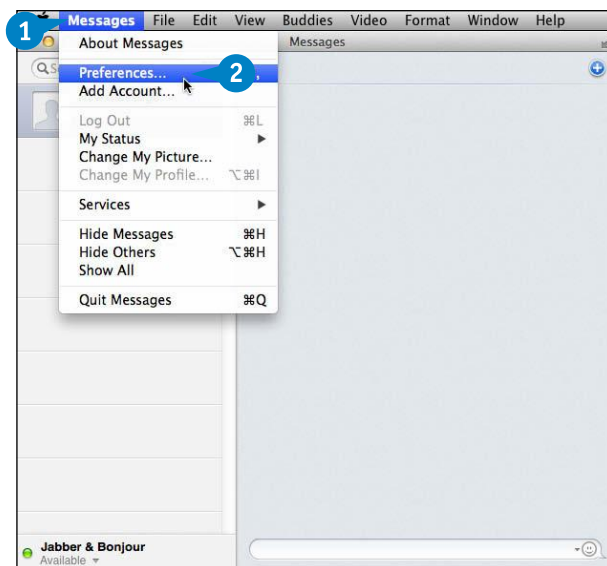 Messages File Edit View Buddies Video Format Window Help
1
Messages
About Messages
Preferences... 2 ,
Add Account...
Log Out ⌘L
My Status ▶
Change My Picture...
Change My Profile... ⌥⌘I
Services ▶
Hide Messages ⌘H
Hide Others ⌥⌘H
Show All
Quit Messages ⌘Q
Jabber & Bonjour
Available